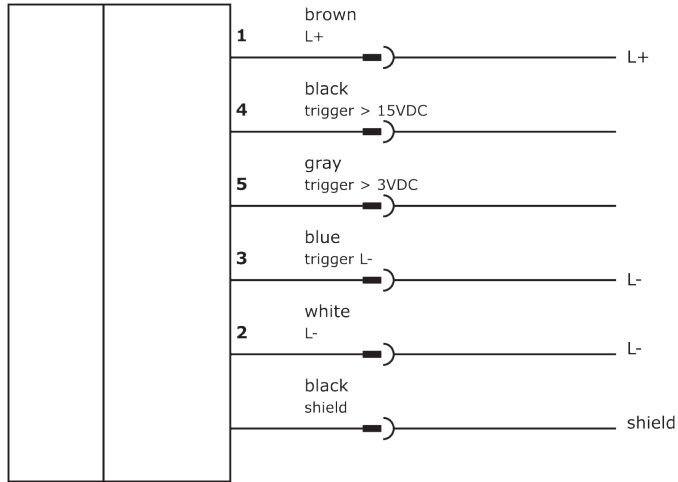 brown
1 L+
L+
black
4 trigger > 15VDC
gray
5 trigger > 3VDC
blue
3 trigger L-
L-
white
2 L-
L-
black
shield
shield